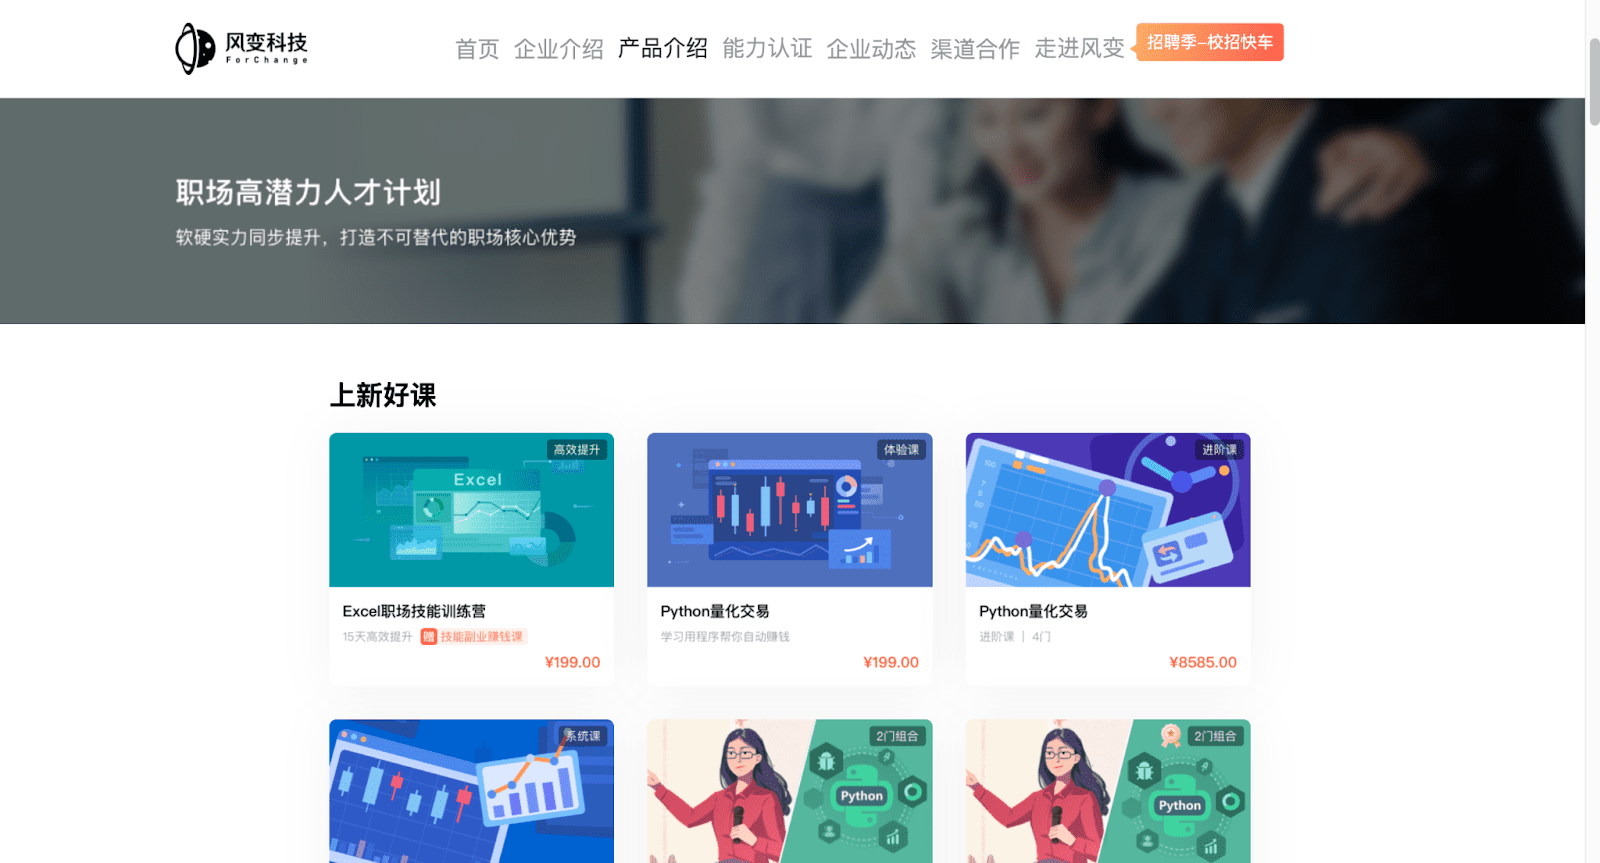 风变科技
ForChange
首页 企业介绍 产品介绍 能力认证 企业动态 渠道合作 走进风变
招聘季-校招快车
职场高潜力人才计划
软硬实力同步提升，打造不可替代的职场核心优势
上新好课
高效提升
Excel
Excel职场技能训练营
15天高效提升 赠 技能副业赚钱课
¥199.00
体验课
Python量化交易
学习用程序帮你自动赚钱
¥199.00
进阶课
Python量化交易
进阶课 | 4门
¥8585.00
系统课
2门组合
Python
2门组合
Python